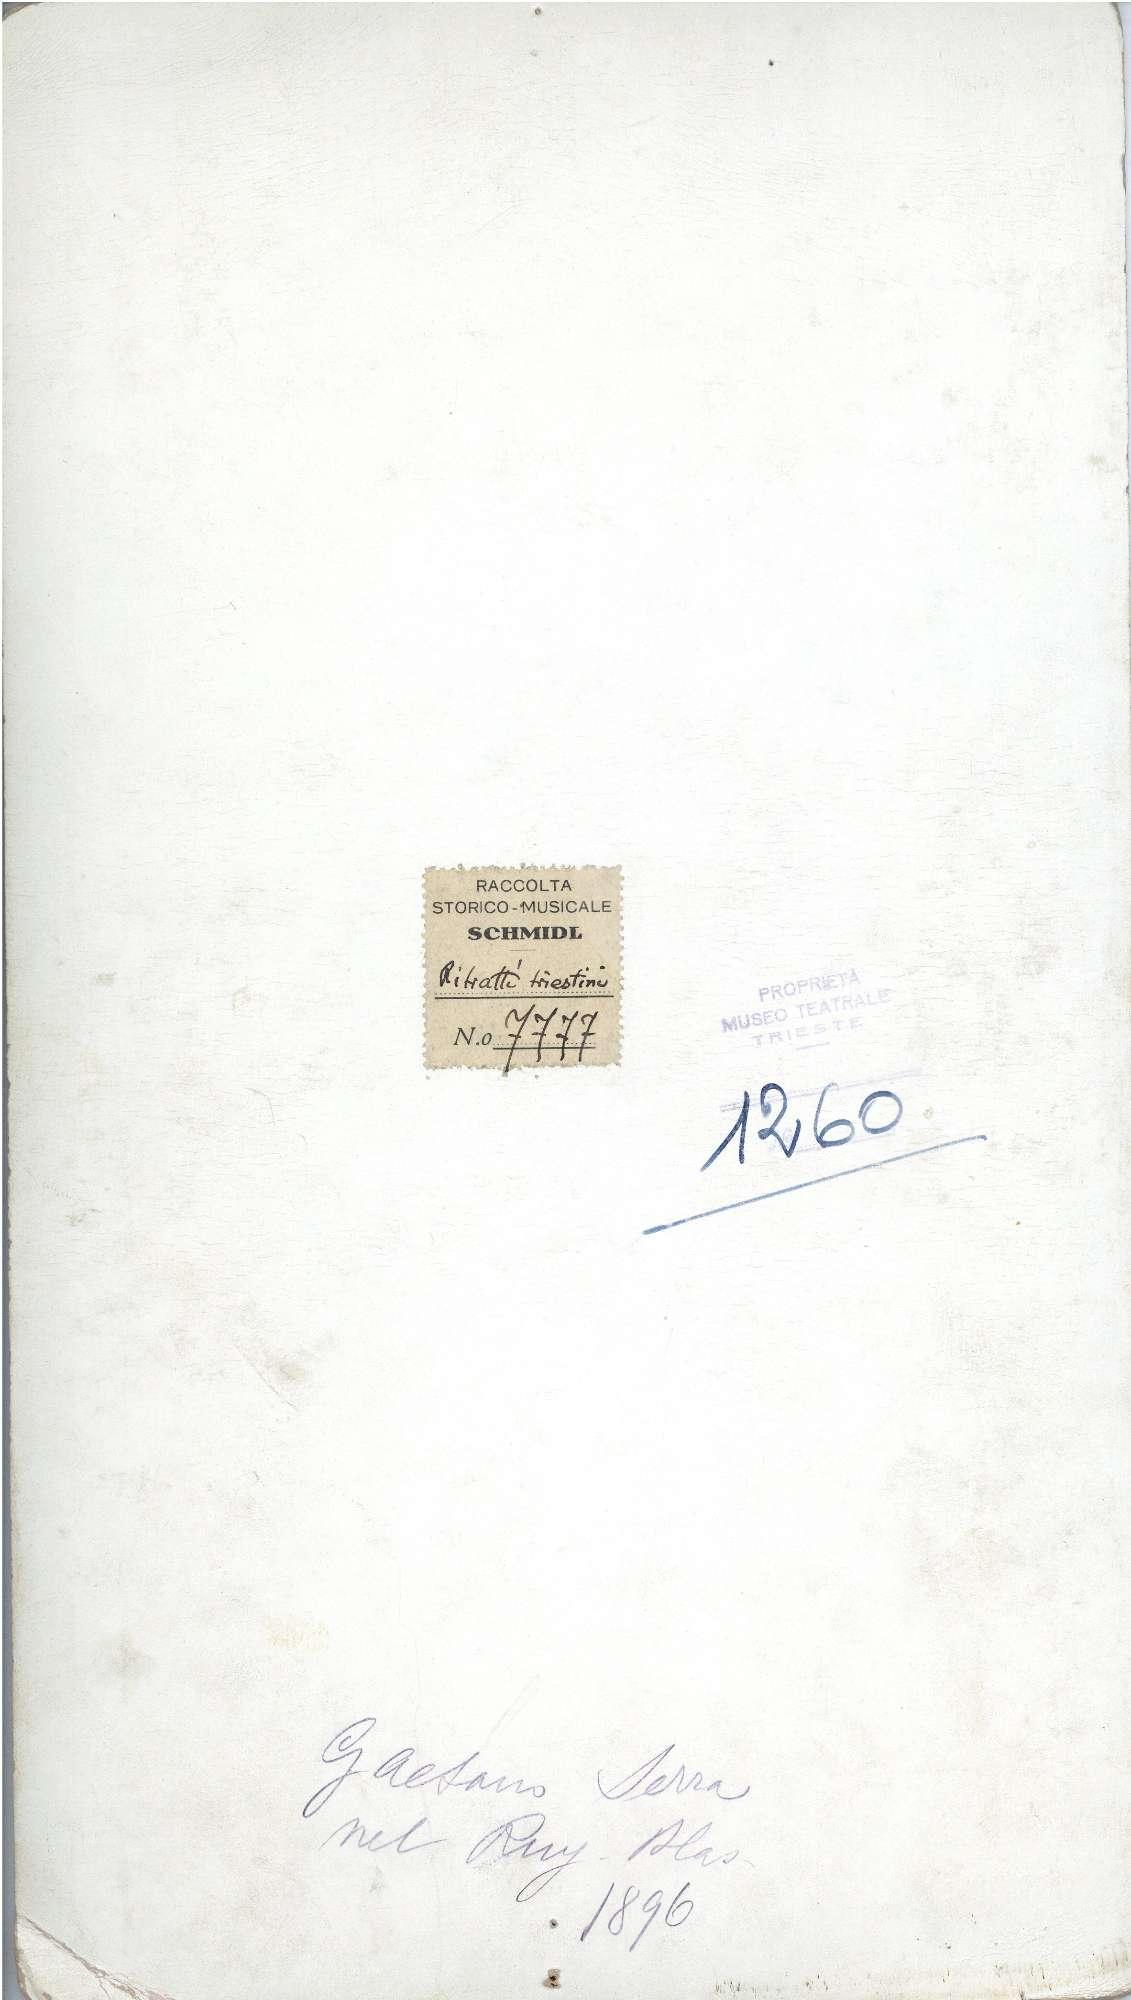 RACCOLTA
STORICO-MUSICALE
SCHMIDL
Ritratti triestini
N.o 7777
PROPRIETÀ
MUSEO TEATRALE
TRIESTE
1260
Gaetano Serra
nel Ruy-Blas
1896